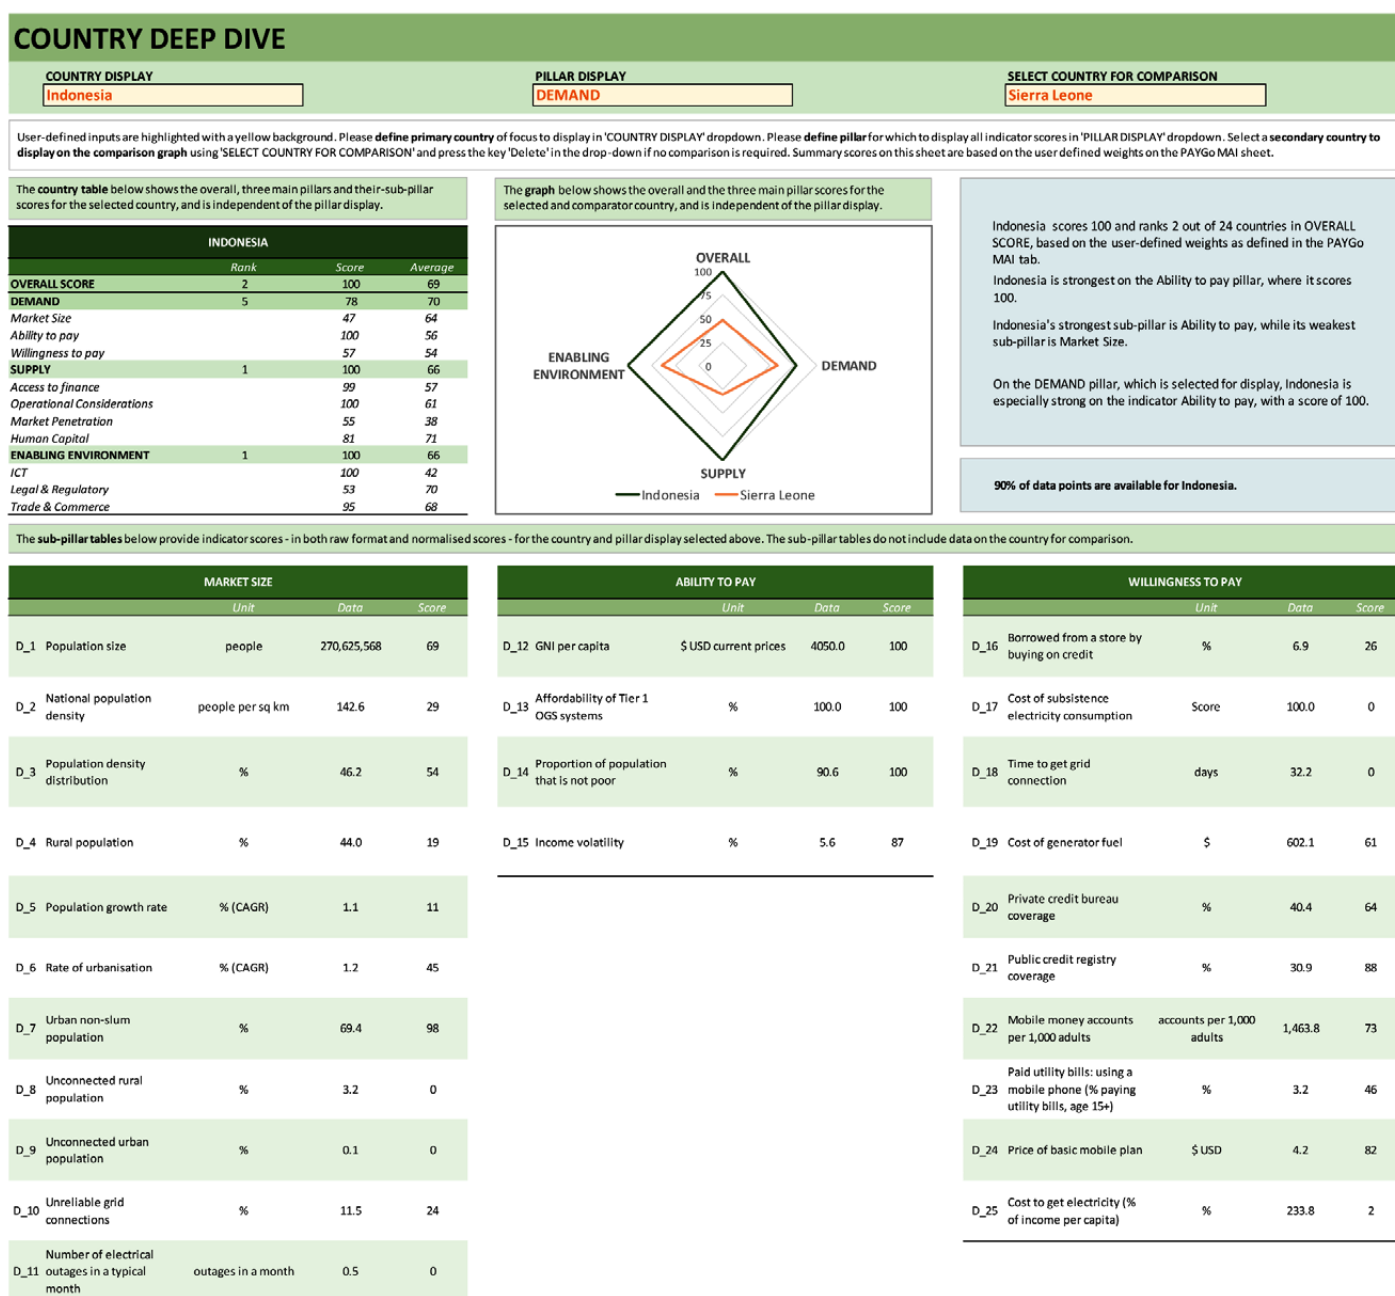 COUNTRY DEEP DIVE
COUNTRY DISPLAY
Indonesia
PILLAR DISPLAY
DEMAND
SELECT COUNTRY FOR COMPARISON
Sierra Leone
User-defined inputs are highlighted with a yellow background. Please define primary country of focus to display in 'COUNTRY DISPLAY' dropdown. Please define pillar for which to display all indicator scores in 'PILLAR DISPLAY' dropdown. Select a secondary country to
display on the comparison graph using 'SELECT COUNTRY FOR COMPARISON' and press the key 'Delete' in the drop-down if no comparison is required. Summary scores on this sheet are based on the user defined weights on the PAYGo MAI sheet.
The country table below shows the overall, three main pillars and their-sub-pillar
scores for the selected country, and is independent of the pillar display.
INDONESIA
Rank Score Average
OVERALL SCORE 2 100 69
DEMAND 5 78 70
Market Size 47 64
Ability to pay 100 56
Willingness to pay 57 54
SUPPLY 1 100 66
Access to finance 99 57
Operational Considerations 100 61
Market Penetration 55 38
Human Capital 81 71
ENABLING ENVIRONMENT 1 100 66
ICT 100 42
Legal & Regulatory 53 70
Trade & Commerce 95 68
The graph below shows the overall and the three main pillar scores for the
selected and comparator country, and is independent of the pillar display.
OVERALL
100
75
50
25
0
ENABLING
ENVIRONMENT
DEMAND
SUPPLY
Indonesia Sierra Leone
Indonesia scores 100 and ranks 2 out of 24 countries in OVERALL
SCORE, based on the user-defined weights as defined in the PAYGo
MAI tab.
Indonesia is strongest on the Ability to pay pillar, where it scores
100.
Indonesia's strongest sub-pillar is Ability to pay, while its weakest
sub-pillar is Market Size.
On the DEMAND pillar, which is selected for display, Indonesia is
especially strong on the indicator Ability to pay, with a score of 100.
90% of data points are available for Indonesia.
The sub-pillar tables below provide indicator scores - in both raw format and normalised scores - for the country and pillar display selected above. The sub-pillar tables do not include data on the country for comparison.
MARKET SIZE
Unit Data Score
D_1 Population size people 270,625,568 69
D_2 National population density people per sq km 142.6 29
D_3 Population density distribution % 46.2 54
D_4 Rural population % 44.0 19
D_5 Population growth rate % (CAGR) 1.1 11
D_6 Rate of urbanisation % (CAGR) 1.2 45
D_7 Urban non-slum population % 69.4 98
D_8 Unconnected rural population % 3.2 0
D_9 Unconnected urban population % 0.1 0
D_10 Unreliable grid connections % 11.5 24
D_11 Number of electrical outages in a typical month outages in a month 0.5 0
ABILITY TO PAY
Unit Data Score
D_12 GNI per capita $ USD current prices 4050.0 100
D_13 Affordability of Tier 1 OGS systems % 100.0 100
D_14 Proportion of population that is not poor % 90.6 100
D_15 Income volatility % 5.6 87
WILLINGNESS TO PAY
Unit Data Score
D_16 Borrowed from a store by buying on credit % 6.9 26
D_17 Cost of subsistence electricity consumption Score 100.0 0
D_18 Time to get grid connection days 32.2 0
D_19 Cost of generator fuel $ 602.1 61
D_20 Private credit bureau coverage % 40.4 64
D_21 Public credit registry coverage % 30.9 88
D_22 Mobile money accounts per 1,000 adults accounts per 1,000 adults 1,463.8 73
D_23 Paid utility bills: using a mobile phone (% paying utility bills, age 15+) % 3.2 46
D_24 Price of basic mobile plan $ USD 4.2 82
D_25 Cost to get electricity (% of income per capita) % 233.8 2